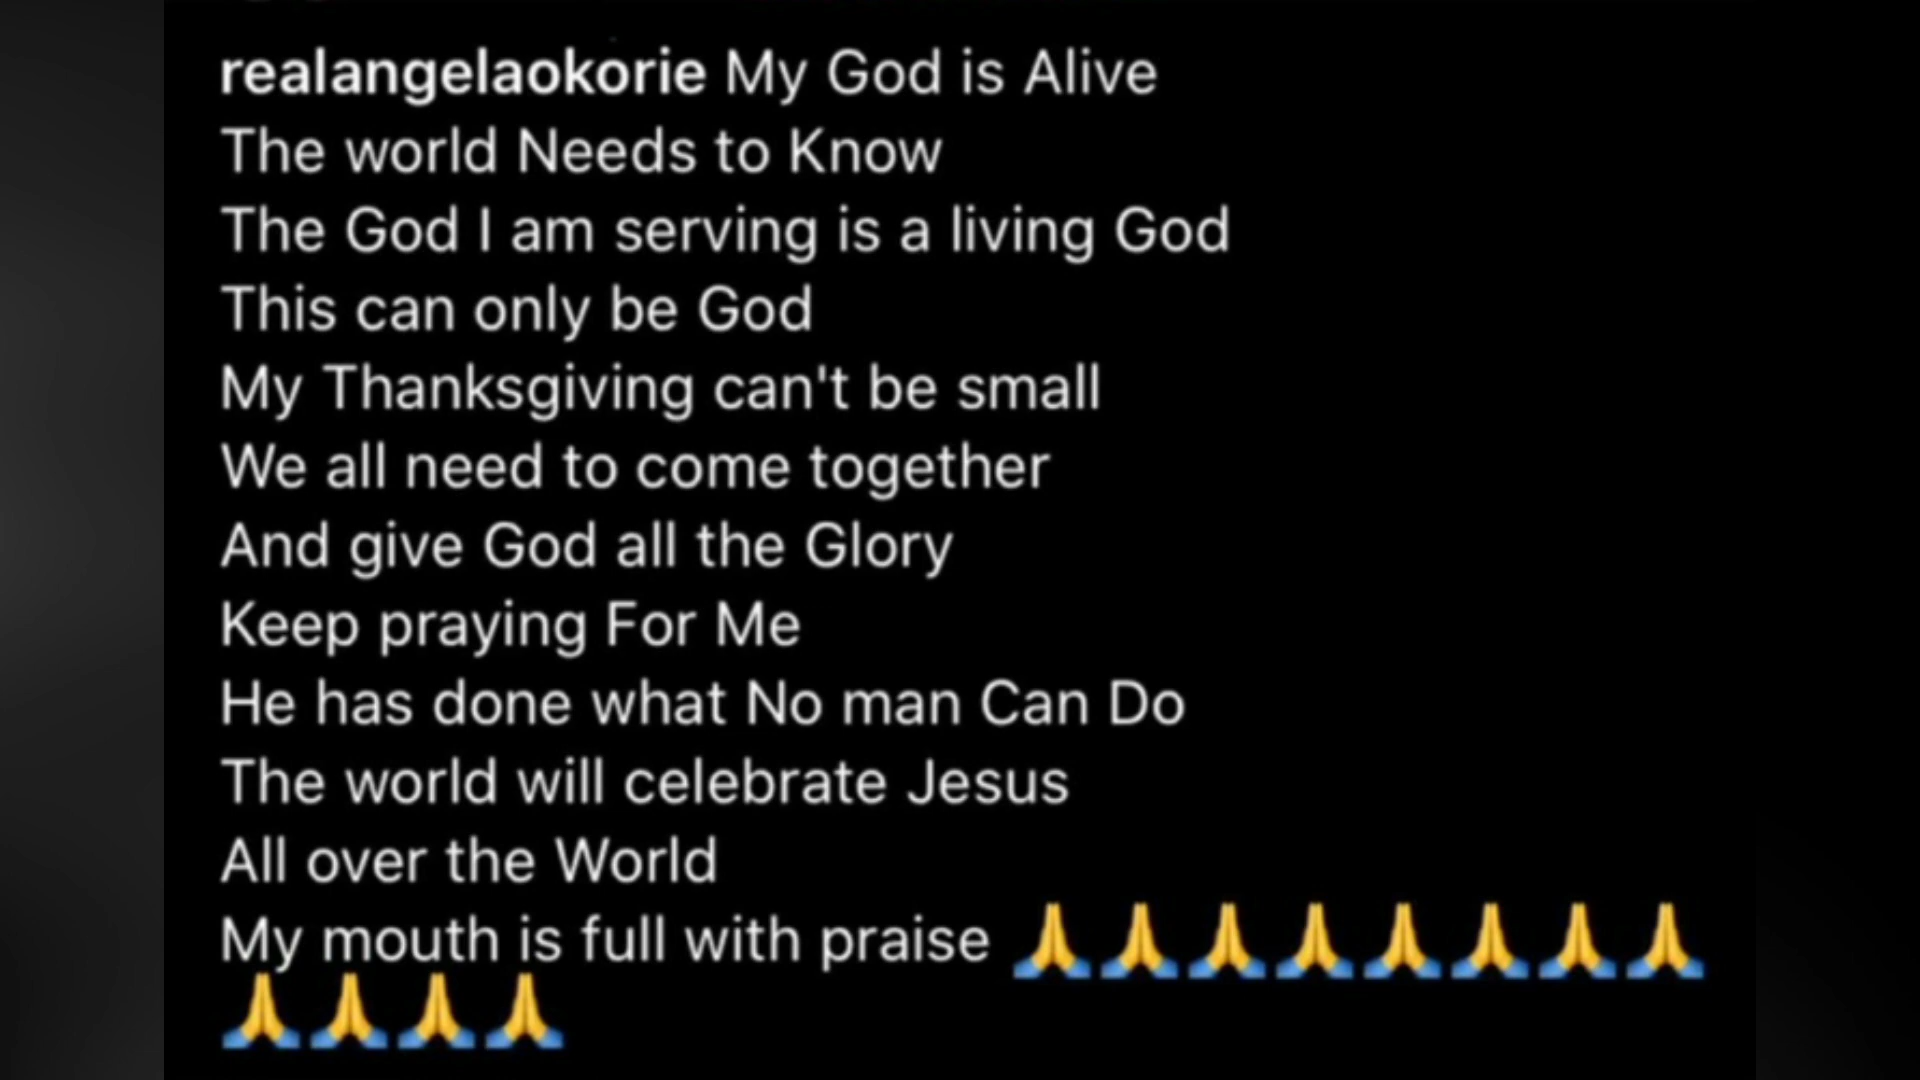 realangelaokorie My God is Alive
The world Needs to Know
The God I am serving is a living God
This can only be God
My Thanksgiving can't be small
We all need to come together
And give God all the Glory
Keep praying For Me
He has done what No man Can Do
The world will celebrate Jesus
All over the World
My mouth is full with praise 🙏🙏🙏🙏🙏🙏🙏🙏
🙏🙏🙏🙏